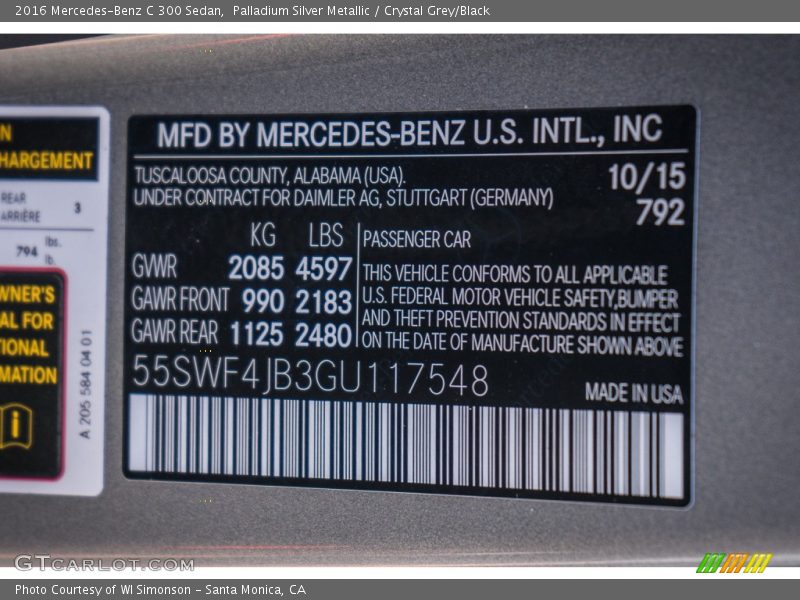 2016 Mercedes-Benz C 300 Sedan, Palladium Silver Metallic / Crystal Grey/Black
N
HARGEMENT
REAR
ARRIÈRE 3
794 lbs.
lb.
WNER'S
AL FOR
TIONAL
MATION
i
A 205 584 04 01
MFD BY MERCEDES-BENZ U.S. INTL., INC
TUSCALOOSA COUNTY, ALABAMA (USA). 10/15
UNDER CONTRACT FOR DAIMLER AG, STUTTGART (GERMANY) 792
KG LBS
GWR 2085 4597
GAWR FRONT 990 2183
GAWR REAR 1125 2480
PASSENGER CAR
THIS VEHICLE CONFORMS TO ALL APPLICABLE
U.S. FEDERAL MOTOR VEHICLE SAFETY,BUMPER
AND THEFT PREVENTION STANDARDS IN EFFECT
ON THE DATE OF MANUFACTURE SHOWN ABOVE
55SWF4JB3GU117548
MADE IN USA
GTCARLOT.COM
Photo Courtesy of WI Simonson - Santa Monica, CA